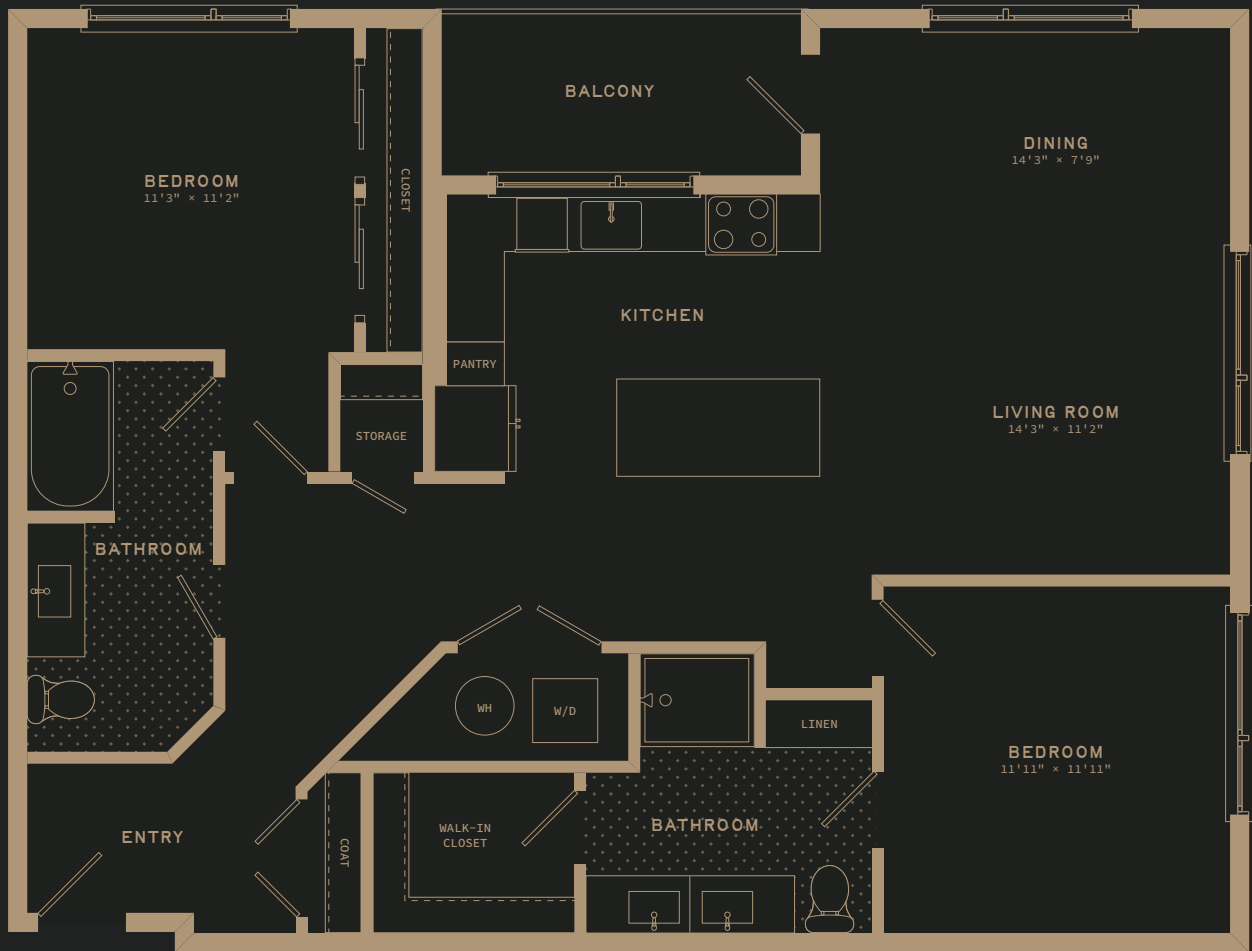 BALCONY
DINING
14'3" × 7'9"
BEDROOM
11'3" × 11'2"
CLOSET
KITCHEN
PANTRY
LIVING ROOM
14'3" × 11'2"
STORAGE
BATHROOM
WH
W/D
LINEN
BEDROOM
11'11" × 11'11"
ENTRY
COAT
WALK-IN
CLOSET
BATHROOM